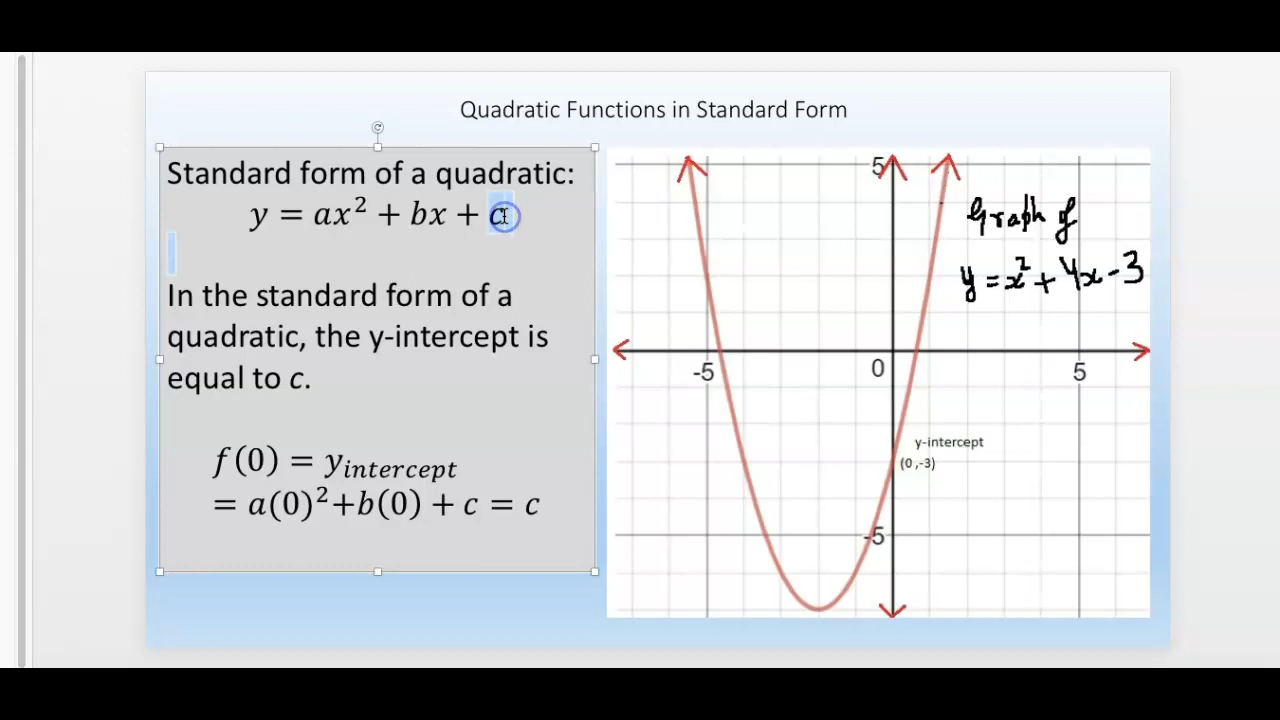 Quadratic Functions in Standard Form
Standard form of a quadratic:
y = ax² + bx + c
In the standard form of a
quadratic, the y-intercept is
equal to c.
f(0) = y_intercept
= a(0)²+b(0) + c = c
5
Graph of
y = x² + 4x - 3
-5
0
5
y-intercept
(0 ,-3)
-5